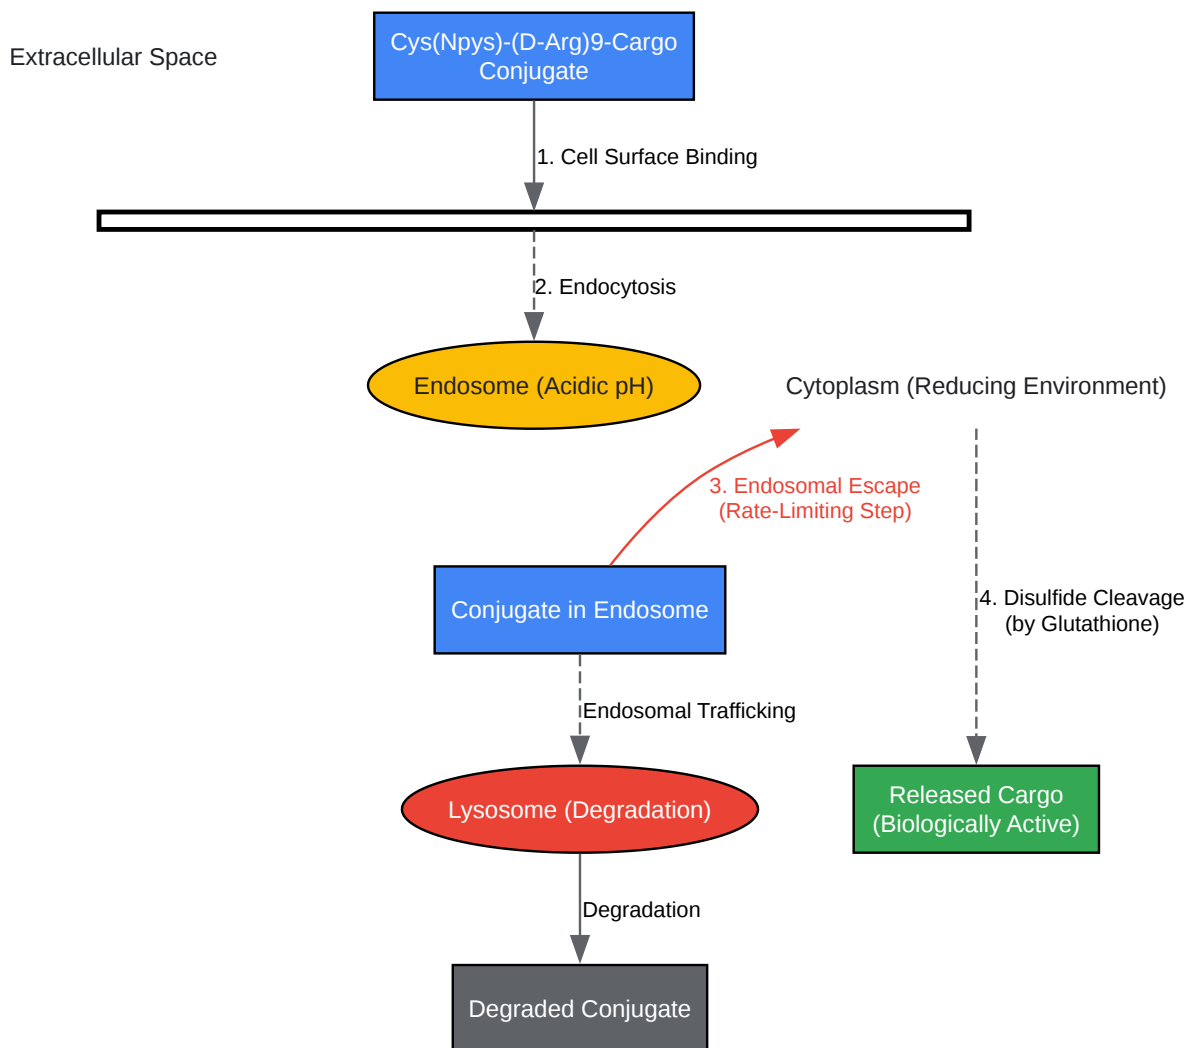 Extracellular Space
Cys(Npys)-(D-Arg)9-Cargo
Conjugate
1. Cell Surface Binding
2. Endocytosis
Endosome (Acidic pH)
Cytoplasm (Reducing Environment)
3. Endosomal Escape
(Rate-Limiting Step)
Conjugate in Endosome
4. Disulfide Cleavage
(by Glutathione)
Endosomal Trafficking
Lysosome (Degradation)
Released Cargo
(Biologically Active)
Degradation
Degraded Conjugate